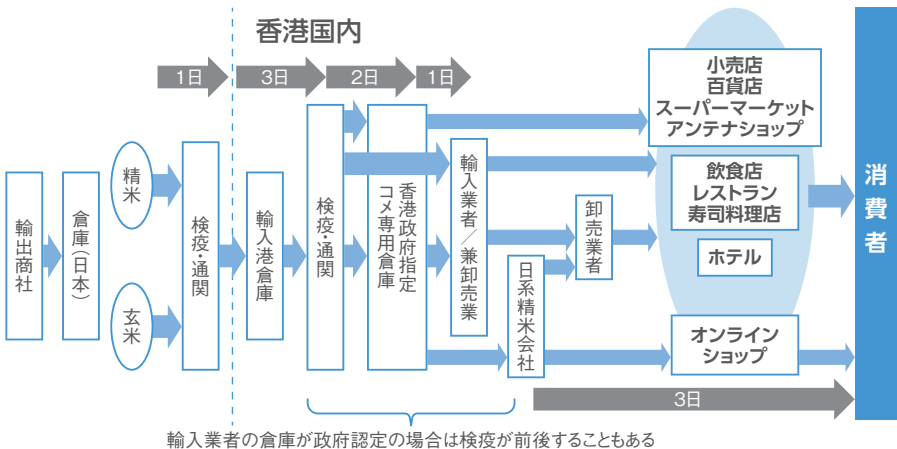 香港国内
1日
3日
2日
1日
輸出商社
倉庫(日本)
精米
玄米
検疫・通関
輸入港倉庫
検疫・通関
香港政府指定
コメ専用倉庫
輸入業者／兼卸売業
日系精米会社
卸売業者
小売店
百貨店
スーパーマーケット
アンテナショップ
飲食店
レストラン
寿司料理店
ホテル
オンライン
ショップ
消費者
3日
輸入業者の倉庫が政府認定の場合は検疫が前後することもある